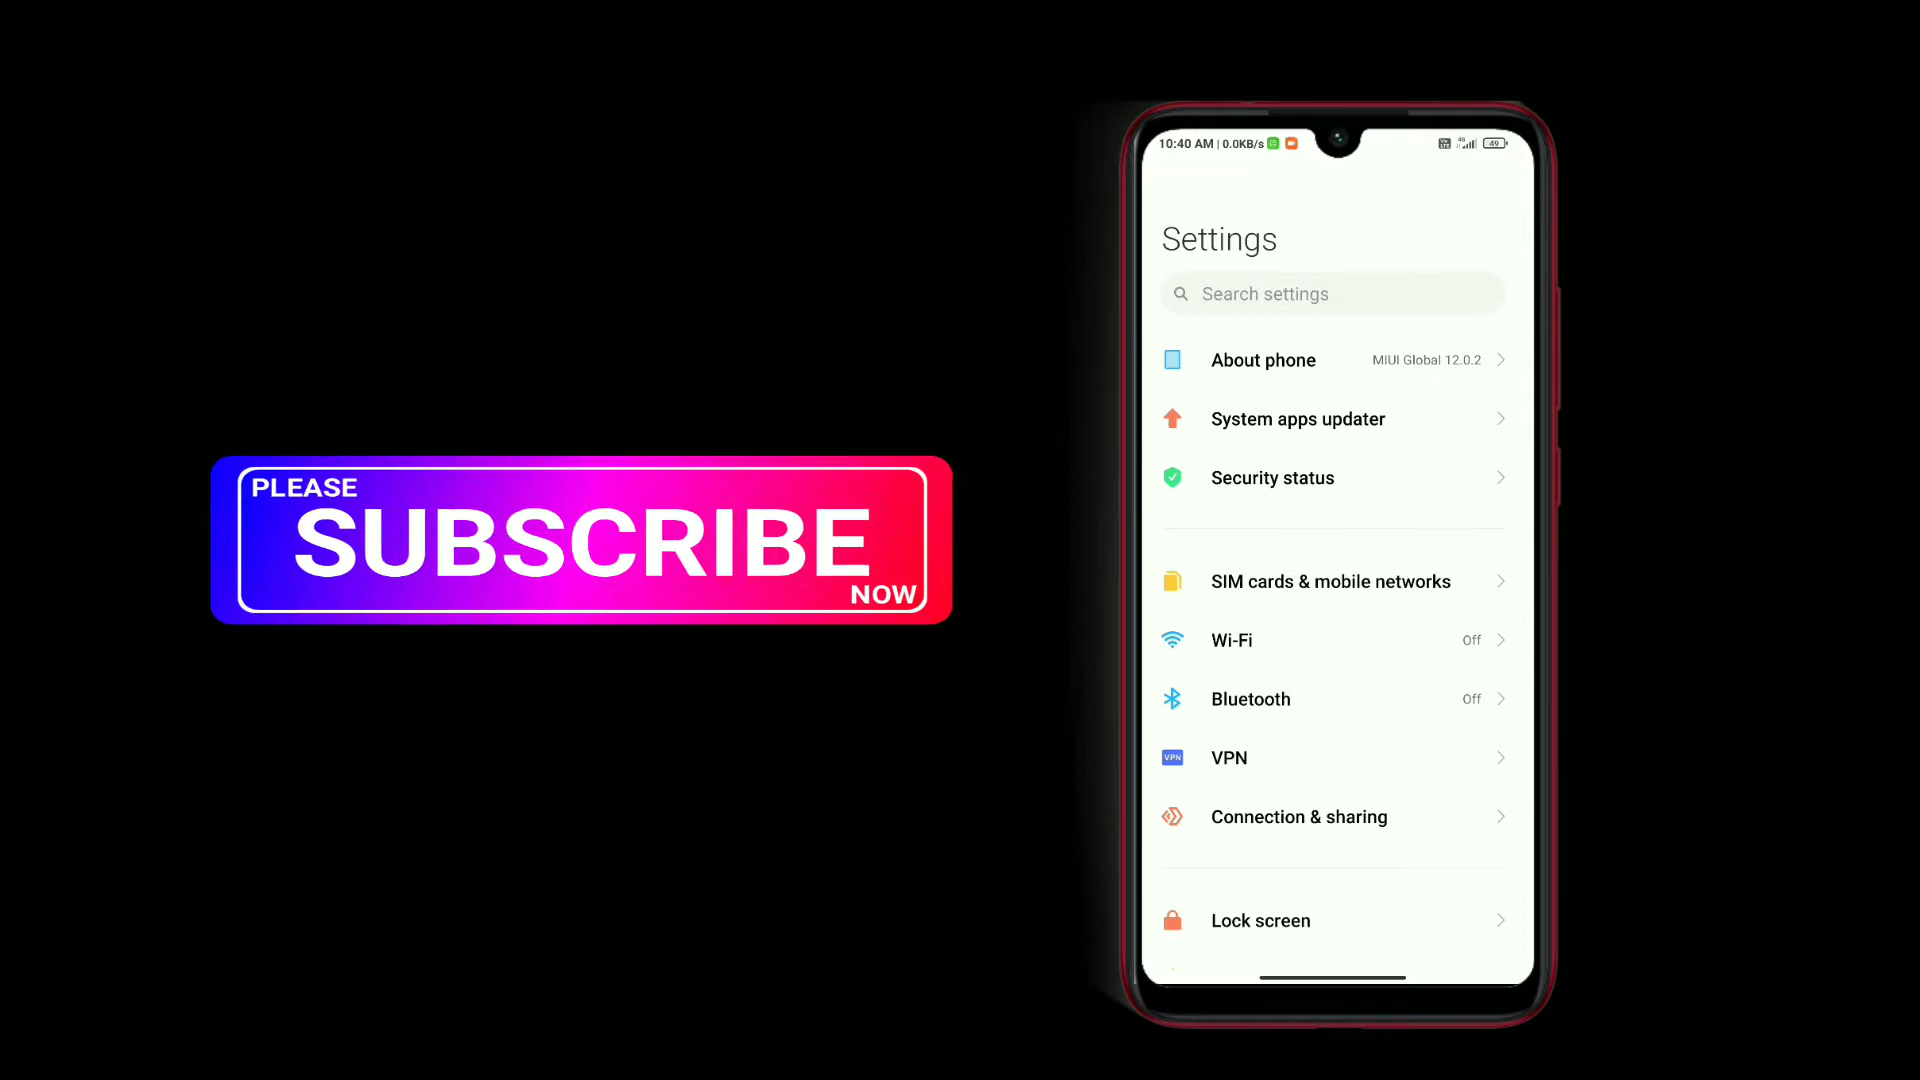 PLEASE
SUBSCRIBE
NOW
10:40 AM | 0.0KB/s
49
Settings
Search settings
About phone MIUI Global 12.0.2
System apps updater
Security status
SIM cards & mobile networks
Wi-Fi Off
Bluetooth Off
VPN VPN
Connection & sharing
Lock screen